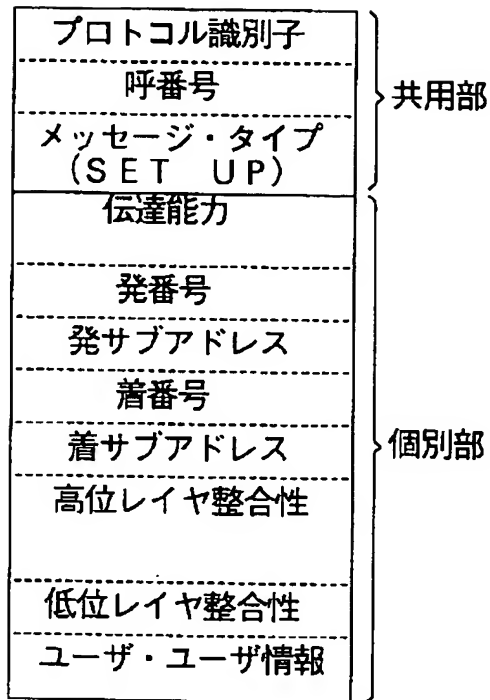 プロトコル識別子
呼番号
メッセージ・タイプ
(SET UP)
共用部
伝達能力
発番号
発サブアドレス
着番号
着サブアドレス
高位レイヤ整合性
低位レイヤ整合性
ユーザ・ユーザ情報
個別部